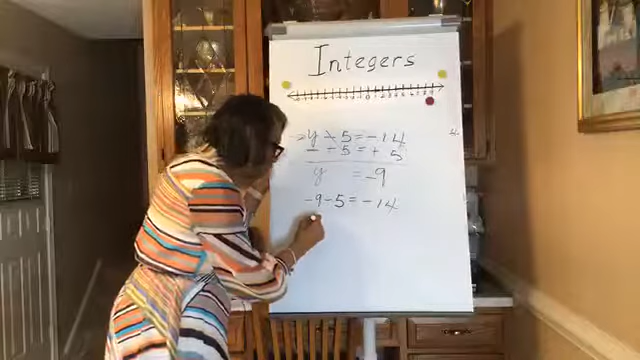 Integers
y - 5 = -14
+ 5 = + 5
y = -9
-9-5=-14